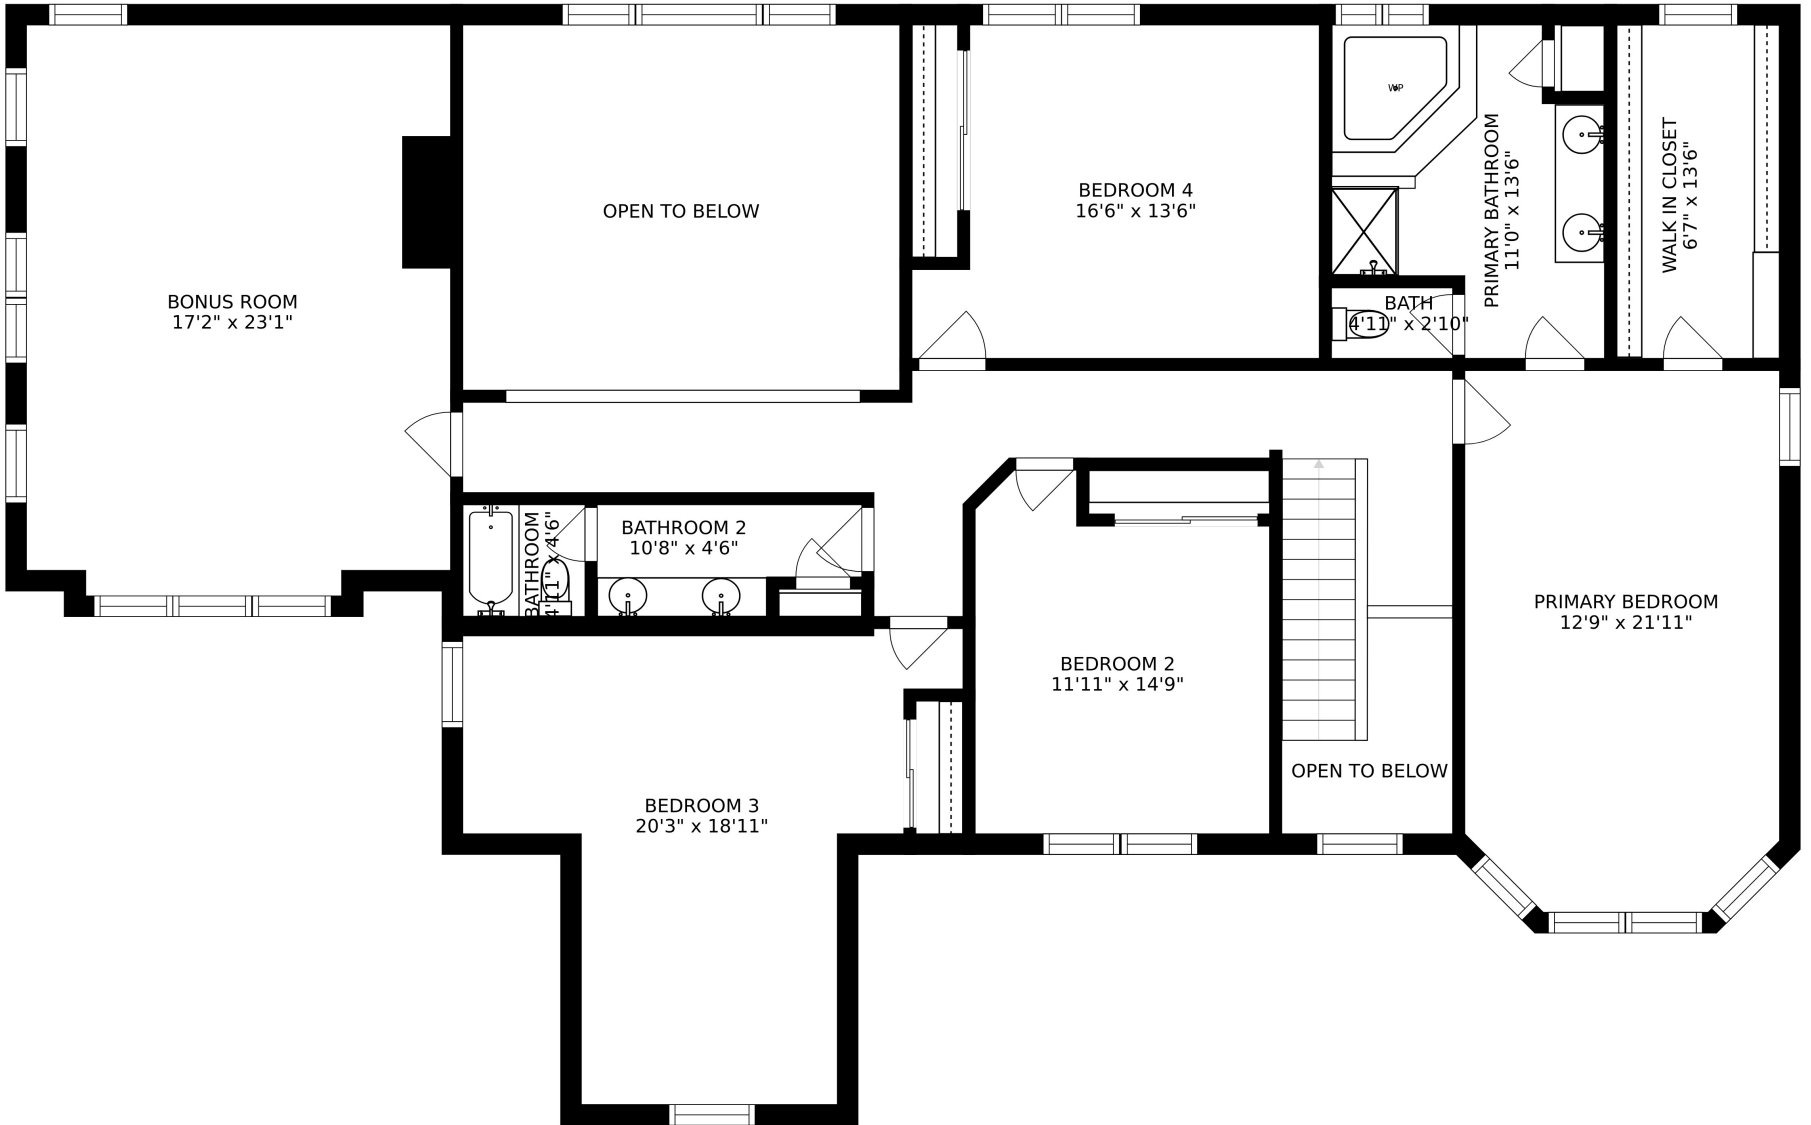 WP
BEDROOM 4
16'6" x 13'6"
OPEN TO BELOW
PRIMARY BATHROOM
11'0" x 13'6"
WALK IN CLOSET
6'7" x 13'6"
BONUS ROOM
17'2" x 23'1"
BATH
4'11" x 2'10"
BATHROOM
4'11" x 4'6"
BATHROOM 2
10'8" x 4'6"
PRIMARY BEDROOM
12'9" x 21'11"
BEDROOM 2
11'11" x 14'9"
OPEN TO BELOW
BEDROOM 3
20'3" x 18'11"